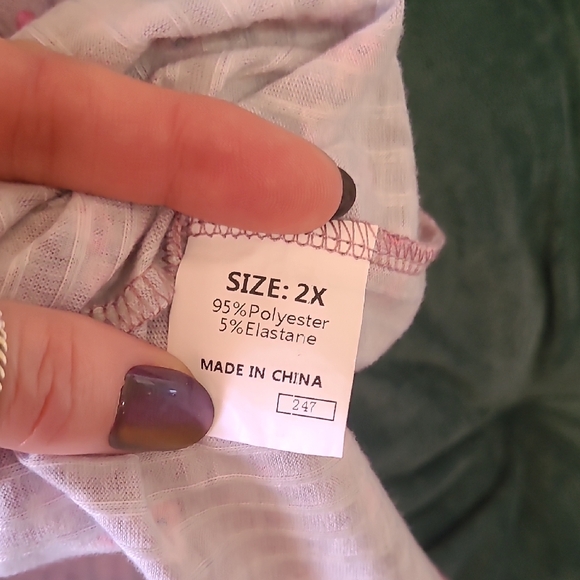 SIZE: 2X
95%Polyester
5%Elastane
MADE IN CHINA
247